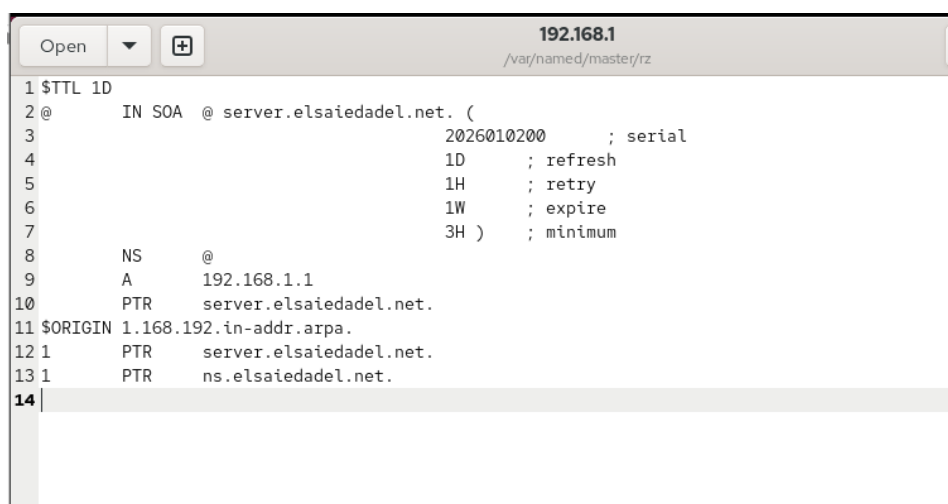 Open
192.168.1
/var/named/master/rz
1 $TTL 1D
2 @ IN SOA @ server.elsaiedadel.net. (
3 2026010200 ; serial
4 1D ; refresh
5 1H ; retry
6 1W ; expire
7 3H ) ; minimum
8 NS @
9 A 192.168.1.1
10 PTR server.elsaiedadel.net.
11 $ORIGIN 1.168.192.in-addr.arpa.
12 1 PTR server.elsaiedadel.net.
13 1 PTR ns.elsaiedadel.net.
14